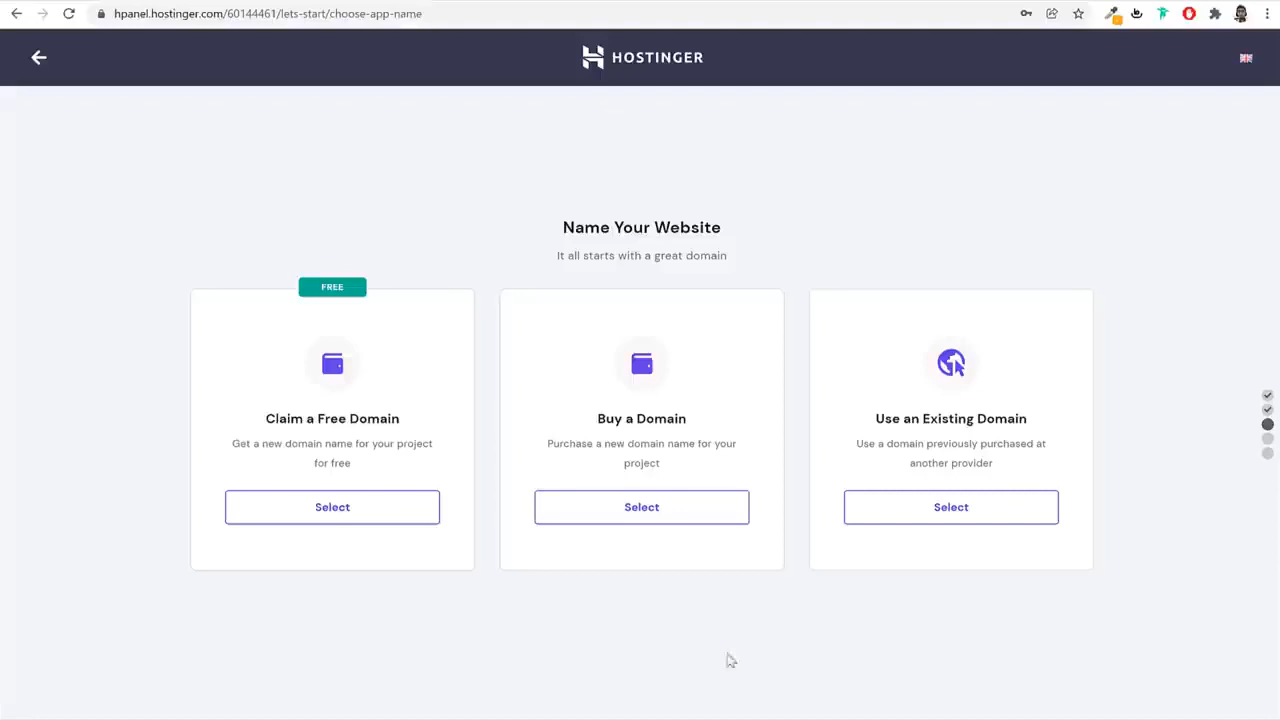 hpanel.hostinger.com/60144461/lets-start/choose-app-name
HOSTINGER
Name Your Website
It all starts with a great domain
FREE
Claim a Free Domain
Get a new domain name for your project
for free
Select
Buy a Domain
Purchase a new domain name for your
project
Select
Use an Existing Domain
Use a domain previously purchased at
another provider
Select